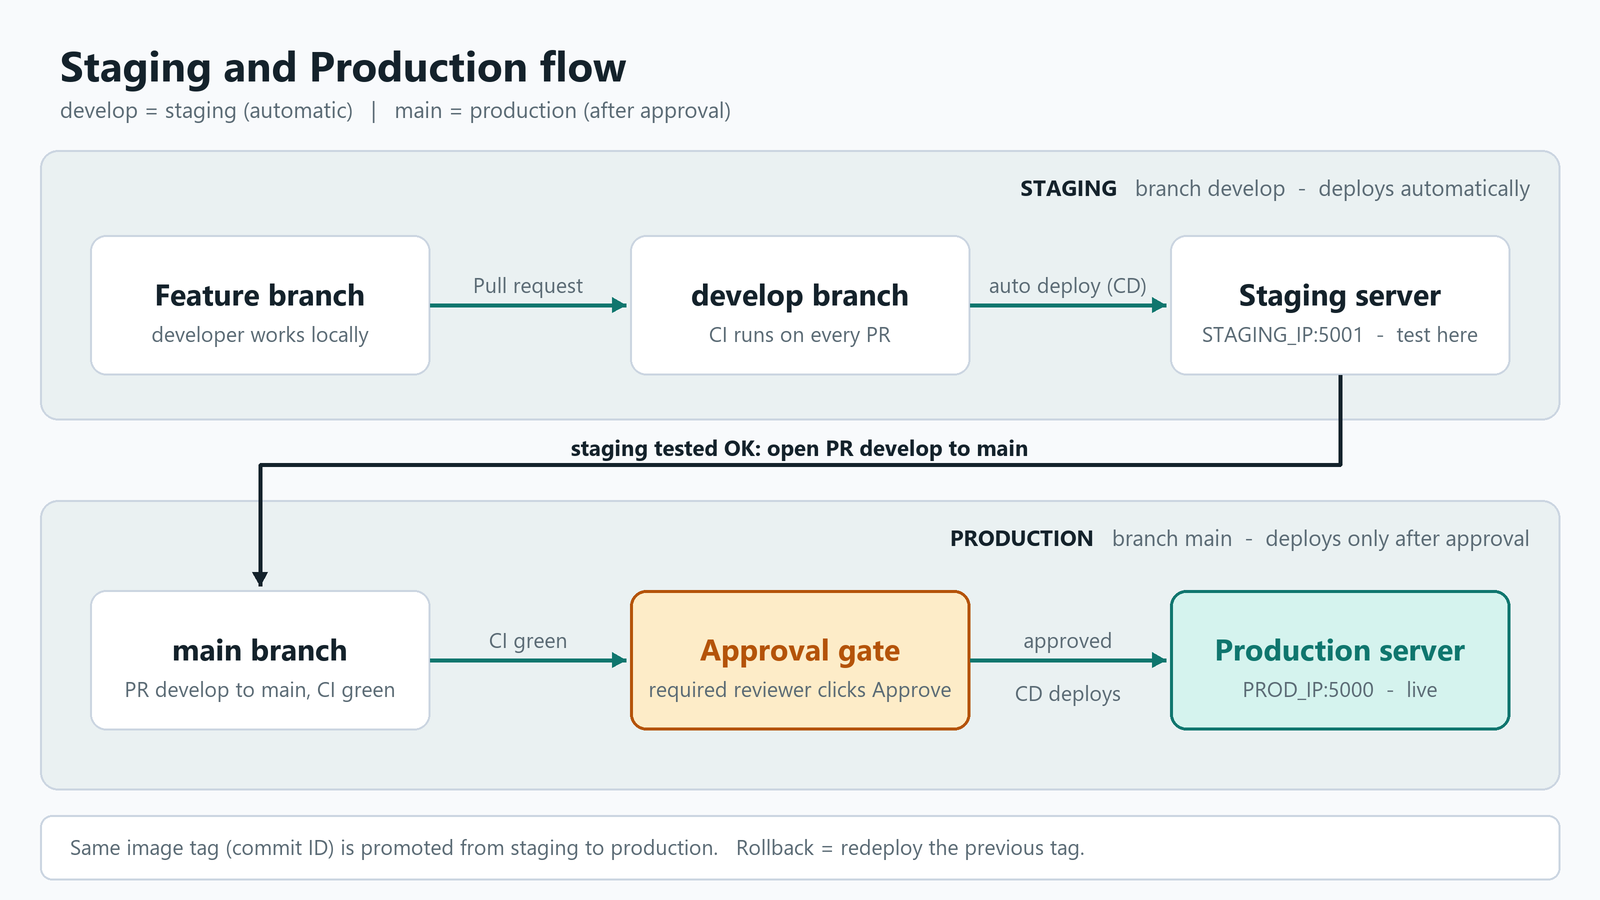 Staging and Production flow
develop = staging (automatic) | main = production (after approval)
STAGING branch develop - deploys automatically
Feature branch
developer works locally
Pull request
develop branch
CI runs on every PR
auto deploy (CD)
Staging server
STAGING_IP:5001 - test here
staging tested OK: open PR develop to main
PRODUCTION branch main - deploys only after approval
main branch
PR develop to main, CI green
CI green
Approval gate
required reviewer clicks Approve
approved
CD deploys
Production server
PROD_IP:5000 - live
Same image tag (commit ID) is promoted from staging to production. Rollback = redeploy the previous tag.